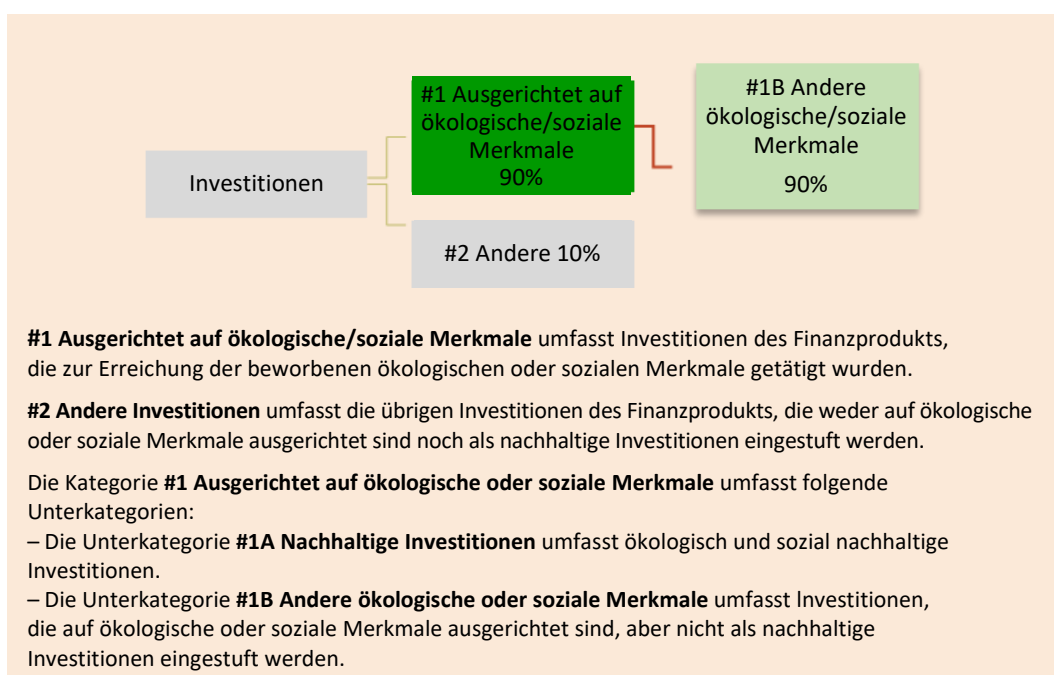 #1 Ausgerichtet auf
ökologische/soziale
Merkmale
90%
#1B Andere
ökologische/soziale
Merkmale
90%
Investitionen
#2 Andere 10%
#1 Ausgerichtet auf ökologische/soziale Merkmale umfasst Investitionen des Finanzprodukts,
die zur Erreichung der beworbenen ökologischen oder sozialen Merkmale getätigt wurden.
#2 Andere Investitionen umfasst die übrigen Investitionen des Finanzprodukts, die weder auf ökologische
oder soziale Merkmale ausgerichtet sind noch als nachhaltige Investitionen eingestuft werden.
Die Kategorie #1 Ausgerichtet auf ökologische oder soziale Merkmale umfasst folgende
Unterkategorien:
– Die Unterkategorie #1A Nachhaltige Investitionen umfasst ökologisch und sozial nachhaltige
Investitionen.
– Die Unterkategorie #1B Andere ökologische oder soziale Merkmale umfasst Investitionen,
die auf ökologische oder soziale Merkmale ausgerichtet sind, aber nicht als nachhaltige
Investitionen eingestuft werden.